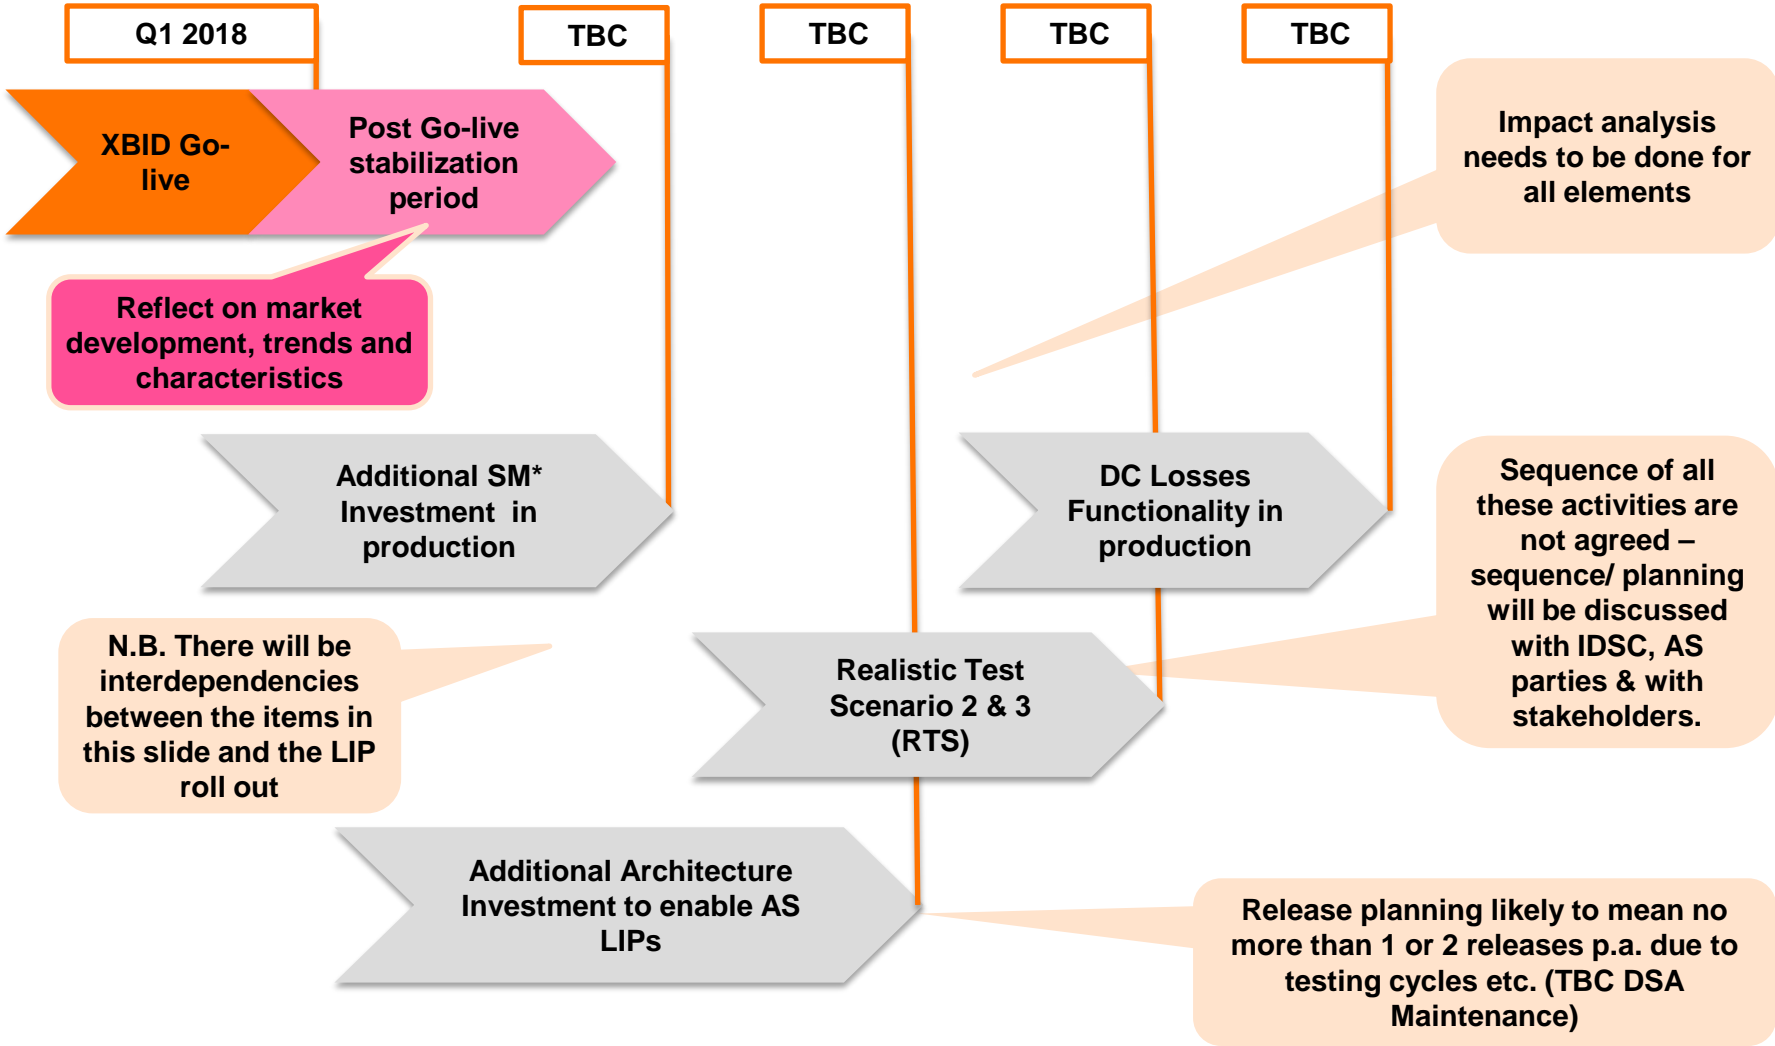 Q1 2018
TBC
TBC
TBC
TBC
XBID Go-
live
Post Go-live
stabilization
period
Impact analysis
needs to be done for
all elements
Reflect on market
development, trends and
characteristics
Additional SM*
Investment in
production
DC Losses
Functionality in
production
Sequence of all
these activities are
not agreed –
sequence/ planning
will be discussed
with IDSC, AS
parties & with
stakeholders.
N.B. There will be
interdependencies
between the items in
this slide and the LIP
roll out
Realistic Test
Scenario 2 & 3
(RTS)
Additional Architecture
Investment to enable AS
LIPs
Release planning likely to mean no
more than 1 or 2 releases p.a. due to
testing cycles etc. (TBC DSA
Maintenance)